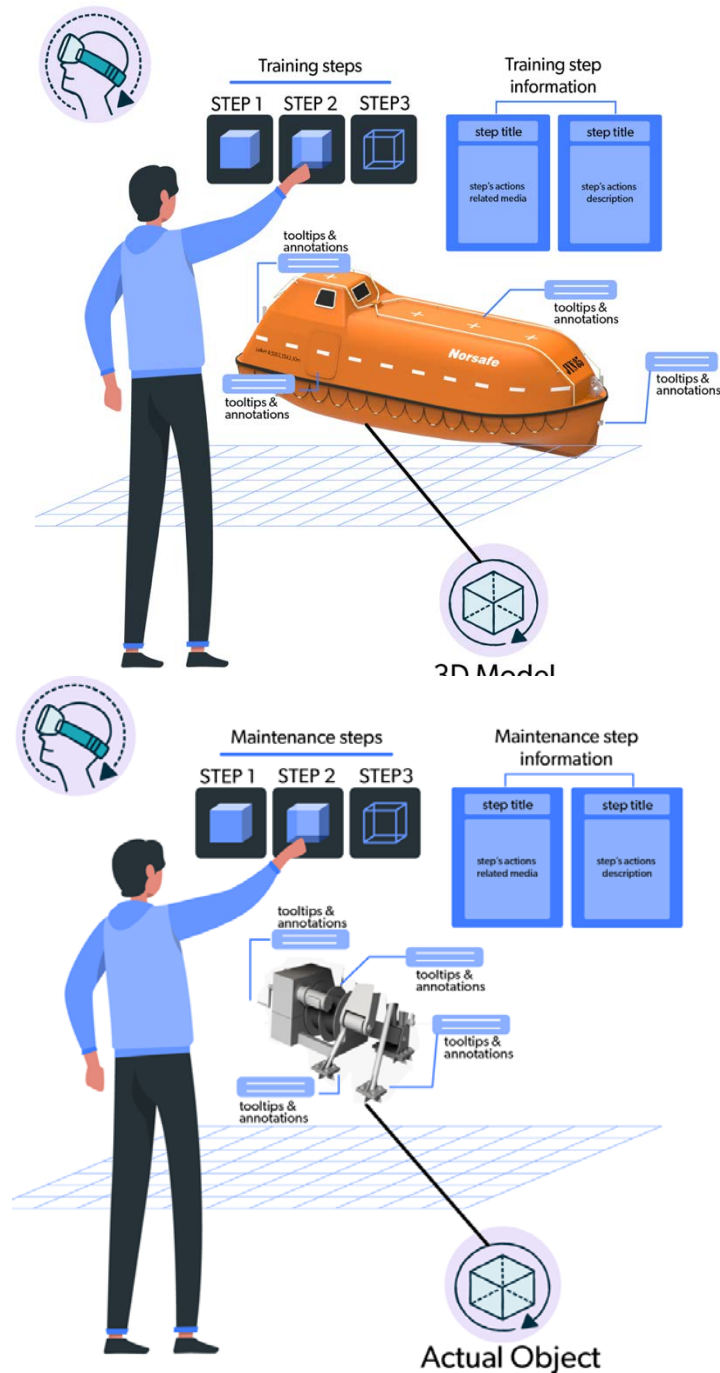 Training steps
STEP 1
STEP 2
STEP3
Training step
information
step title
step title
step's actions
related media
step's actions
description
tooltips &
annotations
tooltips &
annotations
tooltips &
annotations
tooltips &
annotations
Norsafe
3D Model
Maintenance steps
STEP 1
STEP 2
STEP3
Maintenance step
information
step title
step title
step's actions
related media
step's actions
description
tooltips &
annotations
tooltips &
annotations
tooltips &
annotations
tooltips &
annotations
Actual Object